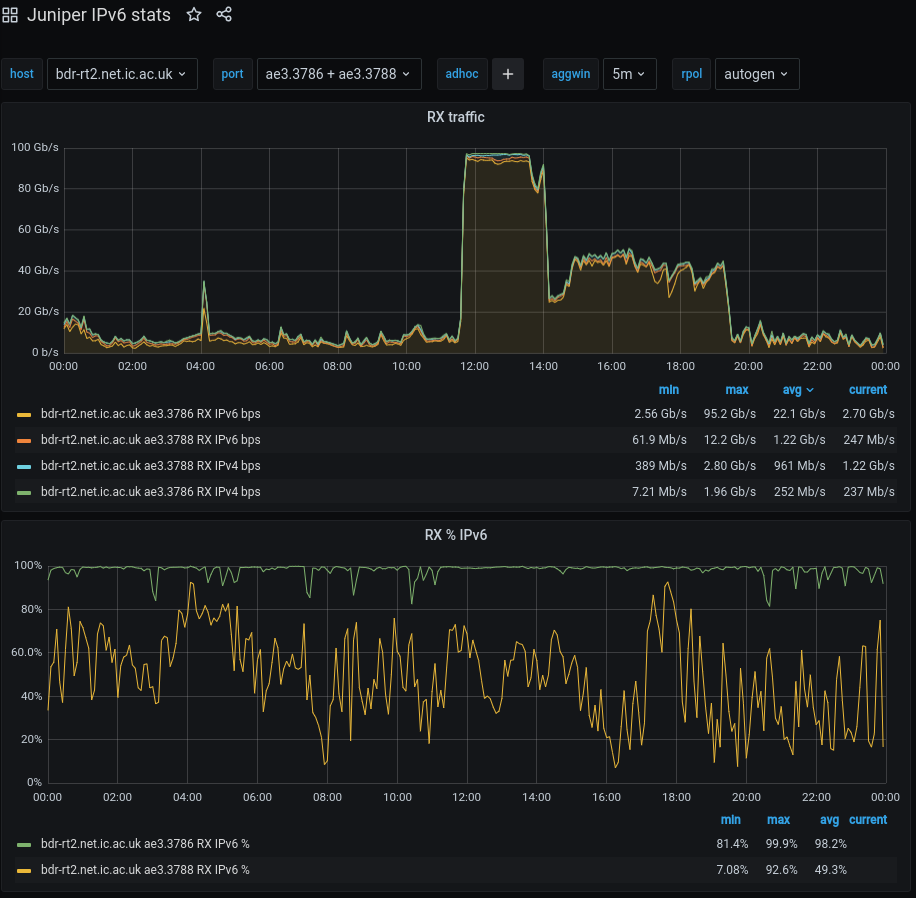 Juniper IPv6 stats
host bdr-rt2.net.ic.ac.uk port ae3.3786 + ae3.3788 adhoc + aggwin 5m rpol autogen
RX traffic
100 Gb/s
80 Gb/s
60 Gb/s
40 Gb/s
20 Gb/s
0 b/s
00:00 02:00 04:00 06:00 08:00 10:00 12:00 14:00 16:00 18:00 20:00 22:00 00:00
min max avg current
bdr-rt2.net.ic.ac.uk ae3.3786 RX IPv6 bps 2.56 Gb/s 95.2 Gb/s 22.1 Gb/s 2.70 Gb/s
bdr-rt2.net.ic.ac.uk ae3.3788 RX IPv6 bps 61.9 Mb/s 12.2 Gb/s 1.22 Gb/s 247 Mb/s
bdr-rt2.net.ic.ac.uk ae3.3788 RX IPv4 bps 389 Mb/s 2.80 Gb/s 961 Mb/s 1.22 Gb/s
bdr-rt2.net.ic.ac.uk ae3.3786 RX IPv4 bps 7.21 Mb/s 1.96 Gb/s 252 Mb/s 237 Mb/s
RX % IPv6
100%
80%
60.0%
40%
20%
0%
00:00 02:00 04:00 06:00 08:00 10:00 12:00 14:00 16:00 18:00 20:00 22:00 00:00
min max avg current
bdr-rt2.net.ic.ac.uk ae3.3786 RX IPv6 % 81.4% 99.9% 98.2%
bdr-rt2.net.ic.ac.uk ae3.3788 RX IPv6 % 7.08% 92.6% 49.3%